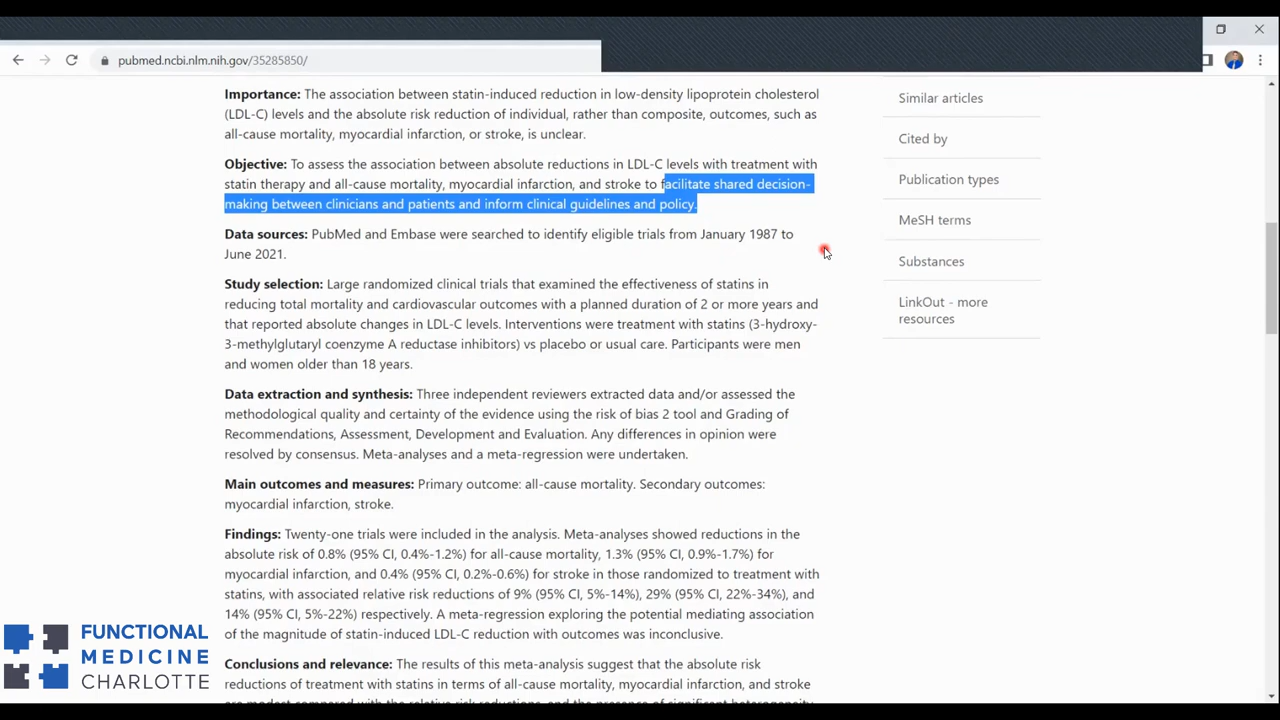 pubmed.ncbi.nlm.nih.gov/35285850/
Importance: The association between statin-induced reduction in low-density lipoprotein cholesterol
(LDL-C) levels and the absolute risk reduction of individual, rather than composite, outcomes, such as
all-cause mortality, myocardial infarction, or stroke, is unclear.
Objective: To assess the association between absolute reductions in LDL-C levels with treatment with
statin therapy and all-cause mortality, myocardial infarction, and stroke to facilitate shared decision-
making between clinicians and patients and inform clinical guidelines and policy.
Data sources: PubMed and Embase were searched to identify eligible trials from January 1987 to
June 2021.
Study selection: Large randomized clinical trials that examined the effectiveness of statins in
reducing total mortality and cardiovascular outcomes with a planned duration of 2 or more years and
that reported absolute changes in LDL-C levels. Interventions were treatment with statins (3-hydroxy-
3-methylglutaryl coenzyme A reductase inhibitors) vs placebo or usual care. Participants were men
and women older than 18 years.
Data extraction and synthesis: Three independent reviewers extracted data and/or assessed the
methodological quality and certainty of the evidence using the risk of bias 2 tool and Grading of
Recommendations, Assessment, Development and Evaluation. Any differences in opinion were
resolved by consensus. Meta-analyses and a meta-regression were undertaken.
Main outcomes and measures: Primary outcome: all-cause mortality. Secondary outcomes:
myocardial infarction, stroke.
Findings: Twenty-one trials were included in the analysis. Meta-analyses showed reductions in the
absolute risk of 0.8% (95% CI, 0.4%-1.2%) for all-cause mortality, 1.3% (95% CI, 0.9%-1.7%) for
myocardial infarction, and 0.4% (95% CI, 0.2%-0.6%) for stroke in those randomized to treatment with
statins, with associated relative risk reductions of 9% (95% CI, 5%-14%), 29% (95% CI, 22%-34%), and
14% (95% CI, 5%-22%) respectively. A meta-regression exploring the potential mediating association
of the magnitude of statin-induced LDL-C reduction with outcomes was inconclusive.
Conclusions and relevance: The results of this meta-analysis suggest that the absolute risk
reductions of treatment with statins in terms of all-cause mortality, myocardial infarction, and stroke
are modest compared with the relative risk reductions, and the presence of significant heterogeneity
Similar articles
Cited by
Publication types
MeSH terms
Substances
LinkOut - more
resources
FUNCTIONAL
MEDICINE
CHARLOTTE